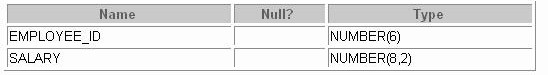 Name Null? Type
EMPLOYEE_ID NUMBER(6)
SALARY NUMBER(8,2)